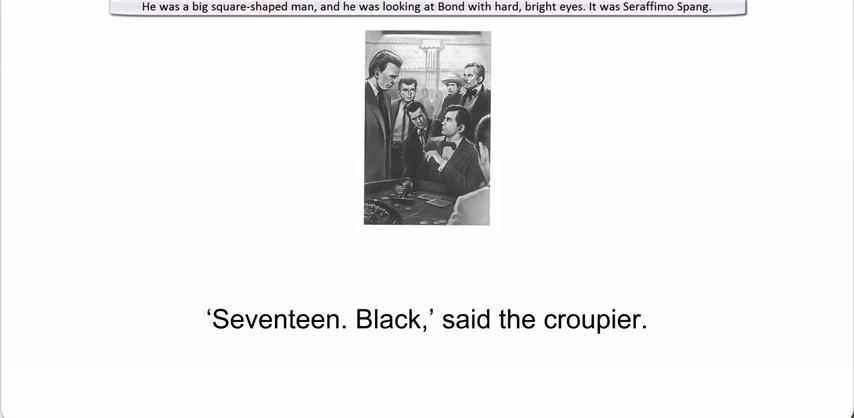 He was a big square-shaped man, and he was looking at Bond with hard, bright eyes. It was Seraffimo Spang.
‘Seventeen. Black,’ said the croupier.